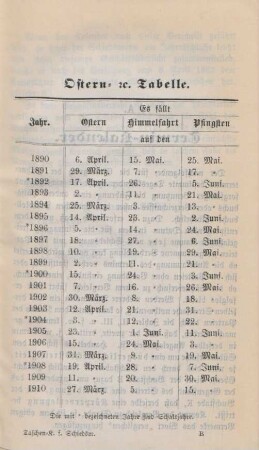 Ostern- ꝛc. Tabelle.
Es fällt
Jahr. Ostern Himmelfahrt Pfingsten
auf den
1890 6. April. 15. Mai. 25. Mai.
1891 29. März. 7. " 17. "
*1892 17. April. 26. " 5. Juni.
1893 2. " 11. " 21. Mai.
1894 25. März. 3. " 13. "
1895 14. April. 23. " 2. Juni.
*1896 5. " 14. " 24. Mai.
1897 18. " 27. " 6. Juni.
1898 10. " 19. " 29. Mai.
1899 2. " 11. " 21. "
*1900 15. " 24. " 3. Juni.
1901 7. " 16. " 26. Mai.
1902 30. März. 8. " 18. "
1903 12. April. 21. " 31. "
*1904 3. " 12. " 22. "
1905 23. " 1. Juni. 11. Juni.
1906 15. " 24. Mai. 3. "
1907 31. März. 9. " 19. Mai.
*1908 19. April. 28. " 7. Juni.
1909 11. " 20. " 30. Mai.
1910 27. März. 5. " 15. "
Die mit * bezeichneten Jahre sind Schaltjahre.
Taschen-K. f. Schiedsm. B